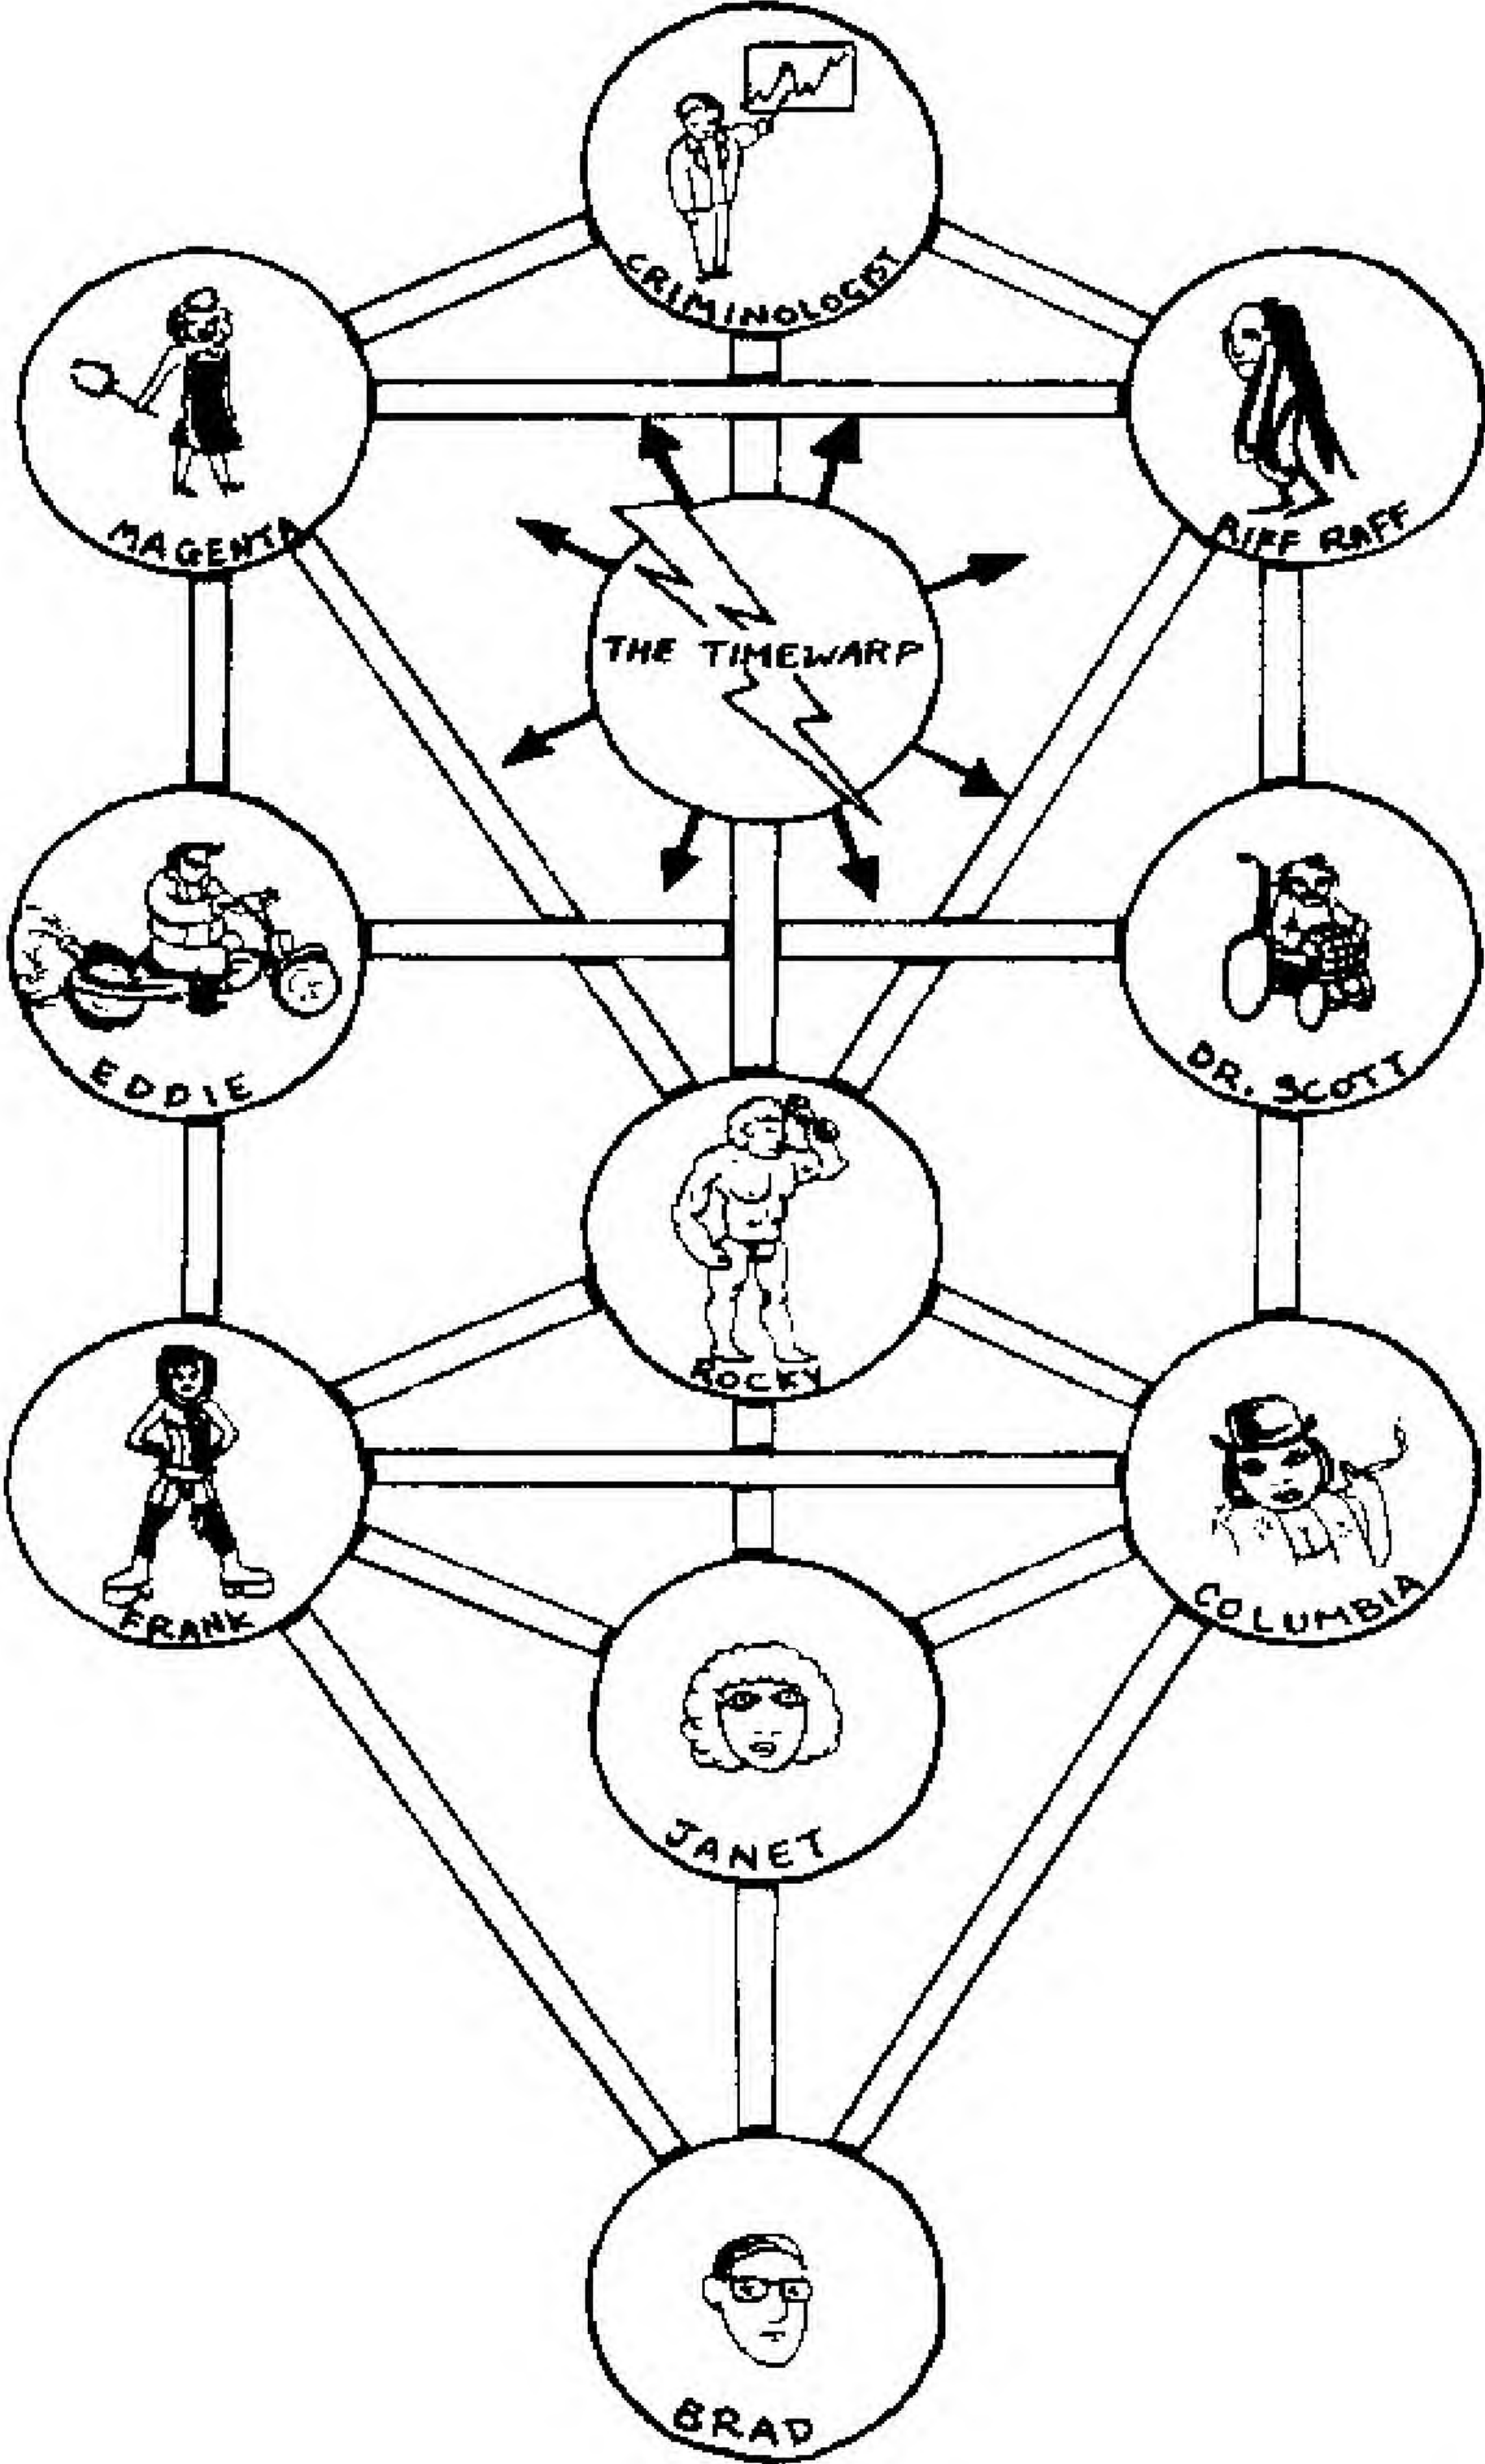 CRIMINOLOGIST
MAGENTA
RIFF RAFF
THE TIMEWARP
EDDIE
DR. SCOTT
ROCKY
FRANK
COLUMBIA
JANET
BRAD